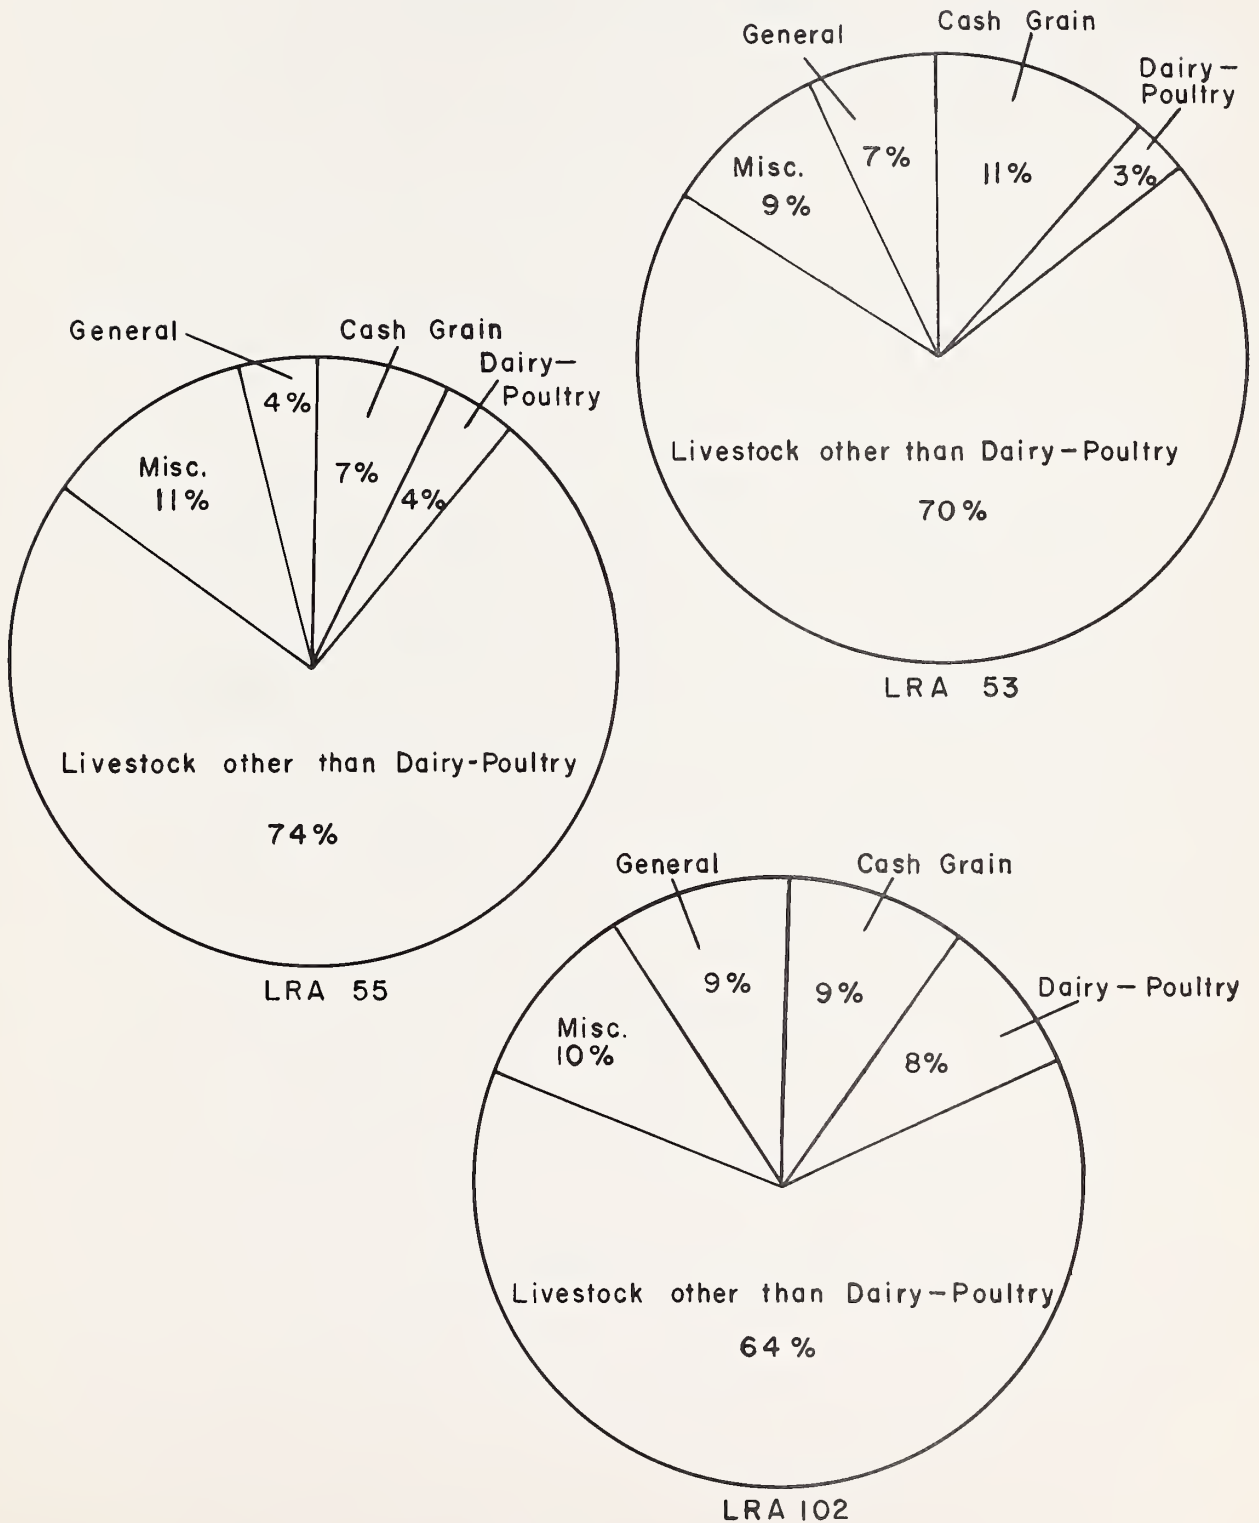 General
Cash Grain
Dairy–
Poultry
Misc.
9%
7%
11%
3%
Livestock other than Dairy–Poultry
70%
LRA 53
General
Cash Grain
Dairy–
Poultry
Misc.
11%
4%
7%
4%
Livestock other than Dairy-Poultry
74%
LRA 55
General
Cash Grain
Dairy–Poultry
Misc.
10%
9%
9%
8%
Livestock other than Dairy–Poultry
64%
LRA 102